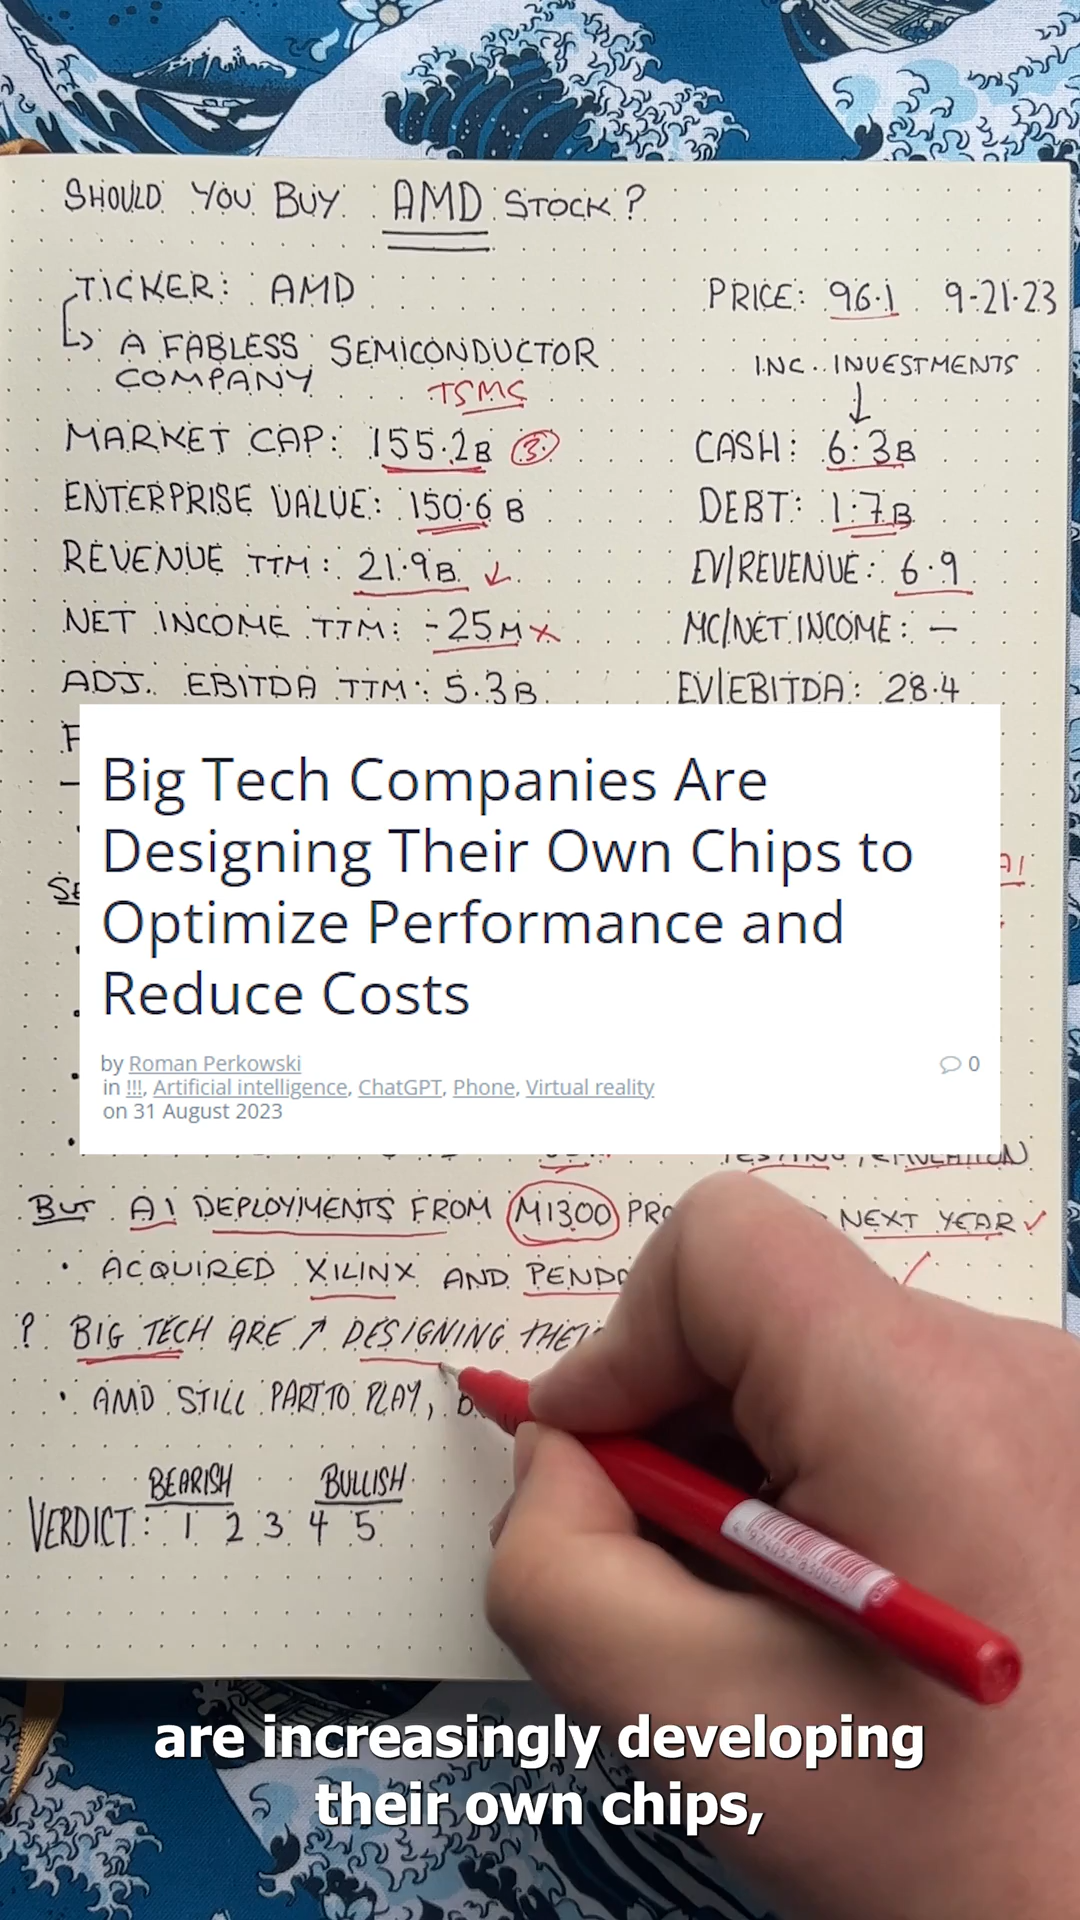 SHOULD YOU BUY AMD STOCK?
TICKER: AMD
PRICE: 96.1 9-21-23
↳ A FABLESS SEMICONDUCTOR
COMPANY
TSMC
INC. INVESTMENTS
MARKET CAP: 155.2B 3
CASH: 6.3B
ENTERPRISE VALUE: 150.6 B
DEBT: 1.7B
REVENUE TTM: 21.9B
EV/REVENUE: 6.9
NET INCOME TTM: -25M
MC/NET INCOME: —
ADJ. EBITDA TTM: 5.3B
EV/EBITDA: 28.4
Big Tech Companies Are
Designing Their Own Chips to
Optimize Performance and
Reduce Costs
by Roman Perkowski
0
in !!!, Artificial intelligence, ChatGPT, Phone, Virtual reality
on 31 August 2023
AI
BUT AI DEPLOYMENTS FROM MI300 NEXT YEAR ✓
• ACQUIRED XILINX AND
? BIG TECH ARE ↗ DESIGNING
• AMD STILL PART TO PLAY,
BEARISH BULLISH
VERDICT: 1 2 3 4 5
are increasingly developing
their own chips,